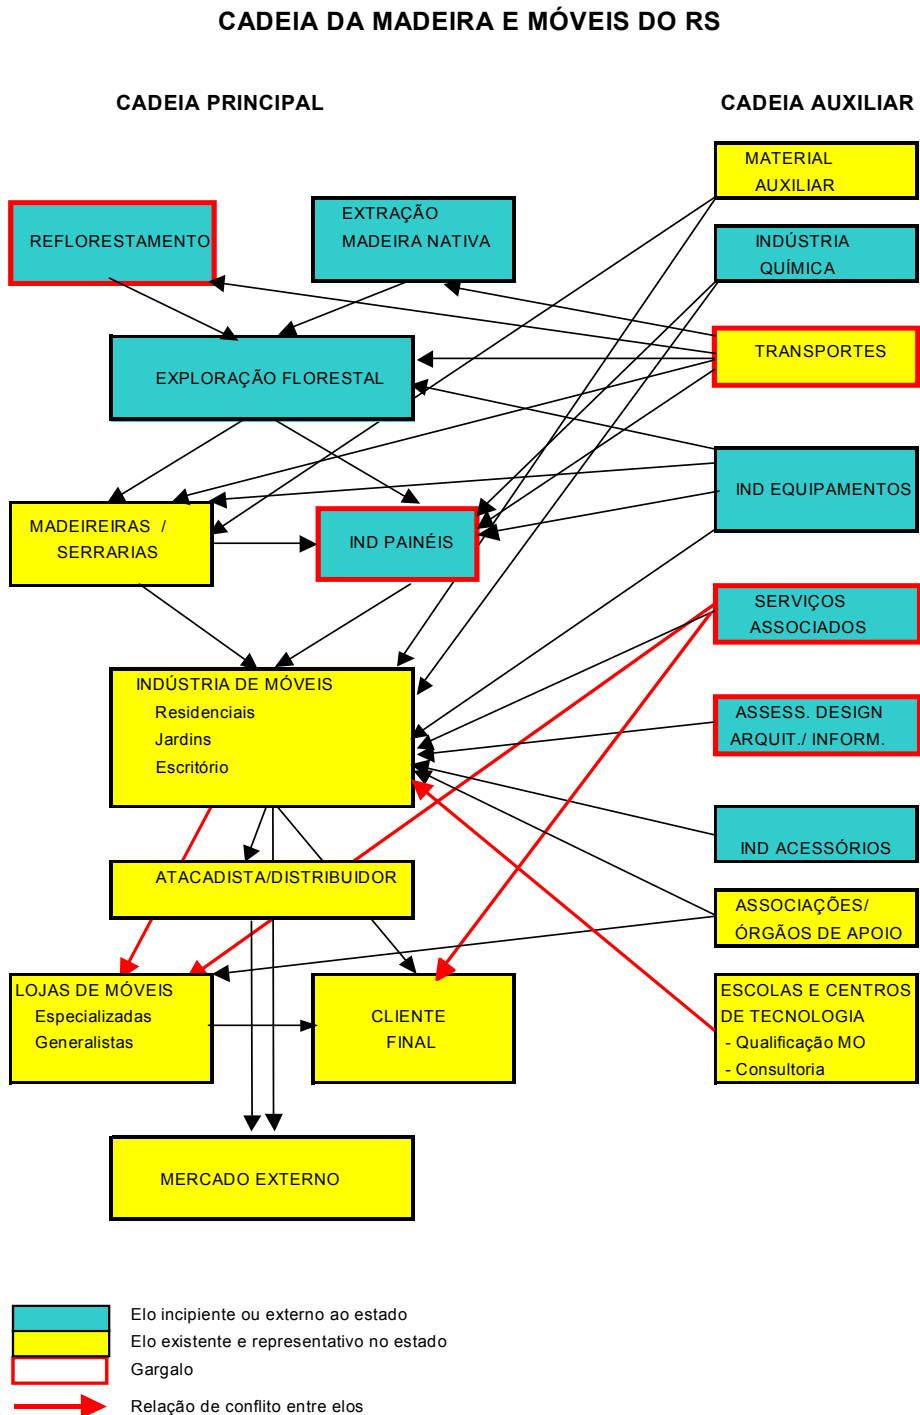 CADEIA DA MADEIRA E MÓVEIS DO RS
CADEIA PRINCIPAL
CADEIA AUXILIAR
MATERIAL
AUXILIAR
REFLORESTAMENTO
EXTRAÇÃO
MADEIRA NATIVA
INDÚSTRIA
QUÍMICA
TRANSPORTES
EXPLORAÇÃO FLORESTAL
IND EQUIPAMENTOS
MADEIREIRAS /
SERRARIAS
IND PAINÉIS
SERVIÇOS
ASSOCIADOS
INDÚSTRIA DE MÓVEIS
Residenciais
Jardins
Escritório
ASSESS. DESIGN
ARQUIT./ INFORM.
IND ACESSÓRIOS
ATACADISTA/DISTRIBUIDOR
ASSOCIAÇÕES/
ÓRGÃOS DE APOIO
LOJAS DE MÓVEIS
Especializadas
Generalistas
CLIENTE
FINAL
ESCOLAS E CENTROS
DE TECNOLOGIA
- Qualificação MO
- Consultoria
MERCADO EXTERNO
Elo incipiente ou externo ao estado
Elo existente e representativo no estado
Gargalo
Relação de conflito entre elos